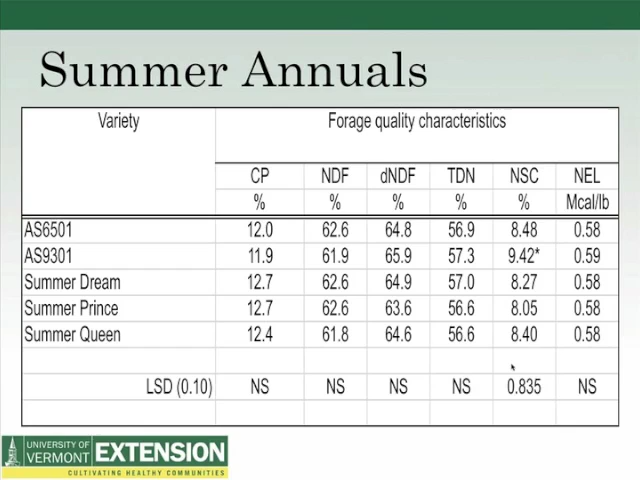 Summer Annuals
Variety Forage quality characteristics
CP NDF dNDF TDN NSC NEL
% % % % % Mcal/lb
AS6501 12.0 62.6 64.8 56.9 8.48 0.58
AS9301 11.9 61.9 65.9 57.3 9.42* 0.59
Summer Dream 12.7 62.6 64.9 57.0 8.27 0.58
Summer Prince 12.7 62.6 63.6 56.6 8.05 0.58
Summer Queen 12.4 61.8 64.6 56.6 8.40 0.58
LSD (0.10) NS NS NS NS 0.835 NS
UNIVERSITY OF
VERMONT EXTENSION
CULTIVATING HEALTHY COMMUNITIES